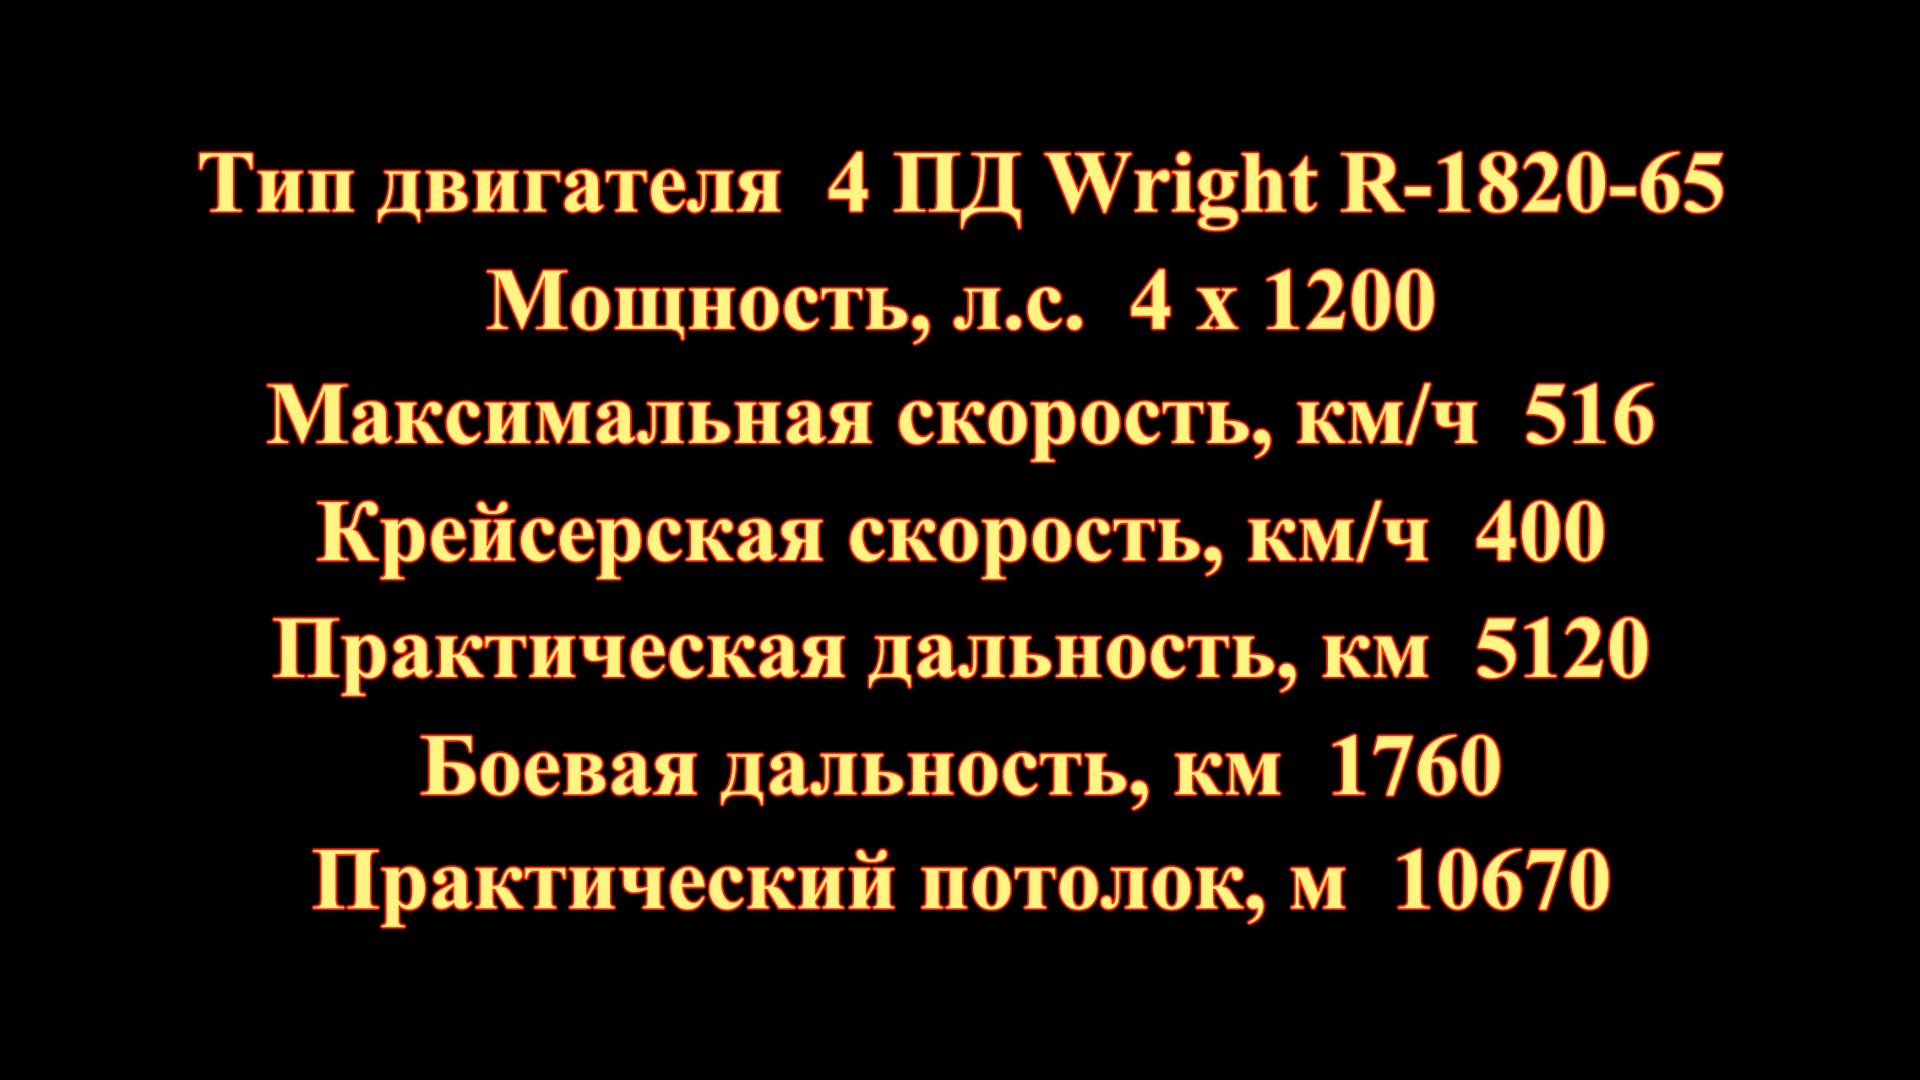 Тип двигателя  4 ПД Wright R-1820-65
Мощность, л.с.  4 х 1200
Максимальная скорость, км/ч  516
Крейсерская скорость, км/ч  400
Практическая дальность, км  5120
Боевая дальность, км  1760
Практический потолок, м  10670